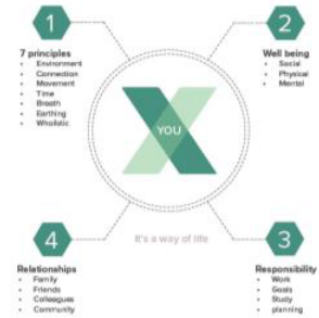 1
7 principles
• Environment
• Connection
• Movement
• Time
• Breath
• Earthing
• Wholistic
2
Well being
• Social
• Physical
• Mental
YOU
4
It's a way of life
3
Relationships
• Family
• Friends
• Colleagues
• Community
Responsibility
• Work
• Goals
• Study
• planning